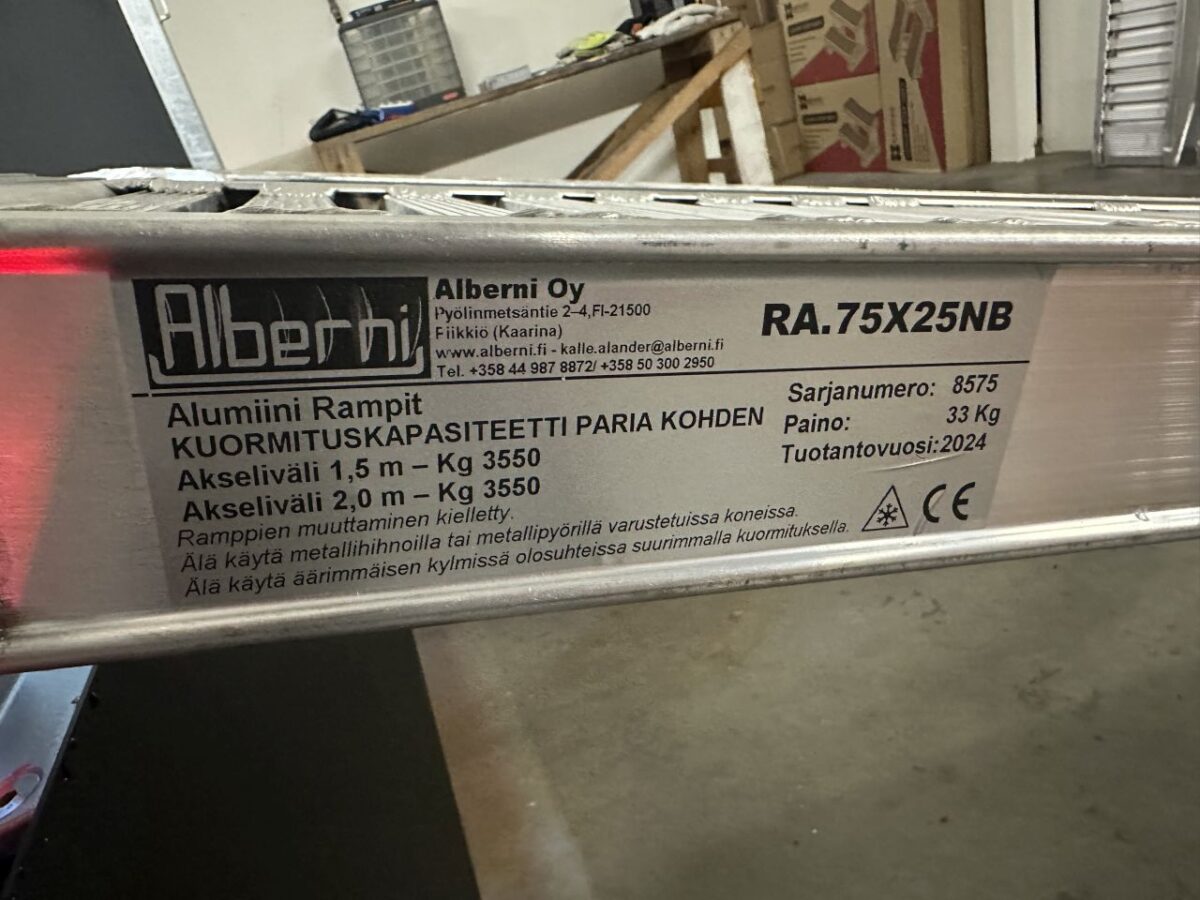 Alberni
Alberni Oy
Pyölinmetsäntie 2–4,FI-21500
Fiikkiö (Kaarina)
www.alberni.fi - kalle.alander@alberni.fi
Tel. +358 44 987 8872/ +358 50 300 2950
RA.75X25NB
Alumiini Rampit
KUORMITUSKAPASITEETTI PARIA KOHDEN
Akseliväli 1,5 m – Kg 3550
Akseliväli 2,0 m – Kg 3550
Sarjanumero: 8575
Paino: 33 Kg
Tuotantovuosi:2024
Ramppien muuttaminen kielletty.
Älä käytä metallihihnoilla tai metallipyörillä varustetuissa koneissa.
Älä käytä äärimmäisen kylmissä olosuhteissa suurimmalla kuormituksella.
CE